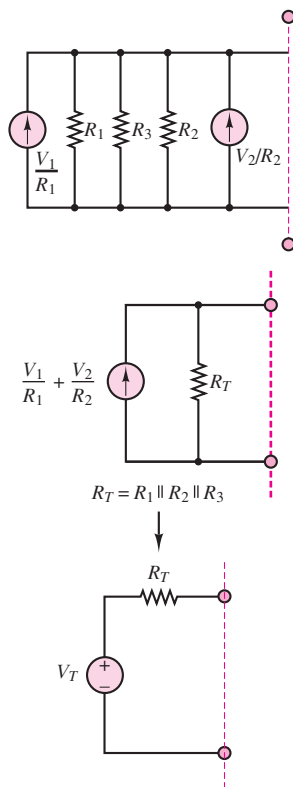 R1 R3 R2
V1/R1
V2/R2
V1/R1 + V2/R2
RT
RT = R1 || R2 || R3
RT
VT
+
−